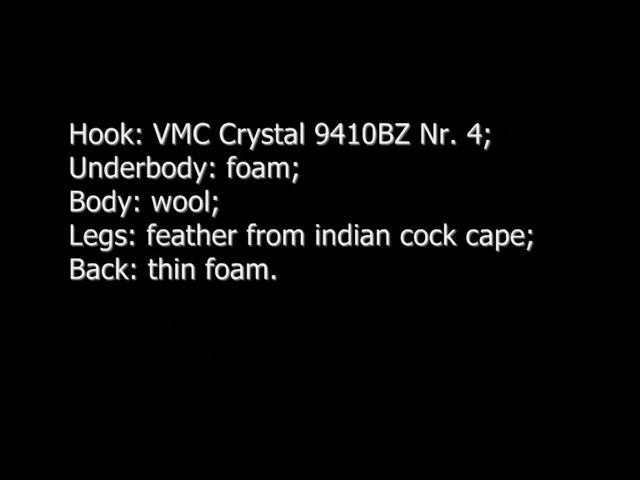 Hook: VMC Crystal 9410BZ Nr. 4;
Underbody: foam;
Body: wool;
Legs: feather from indian cock cape;
Back: thin foam.